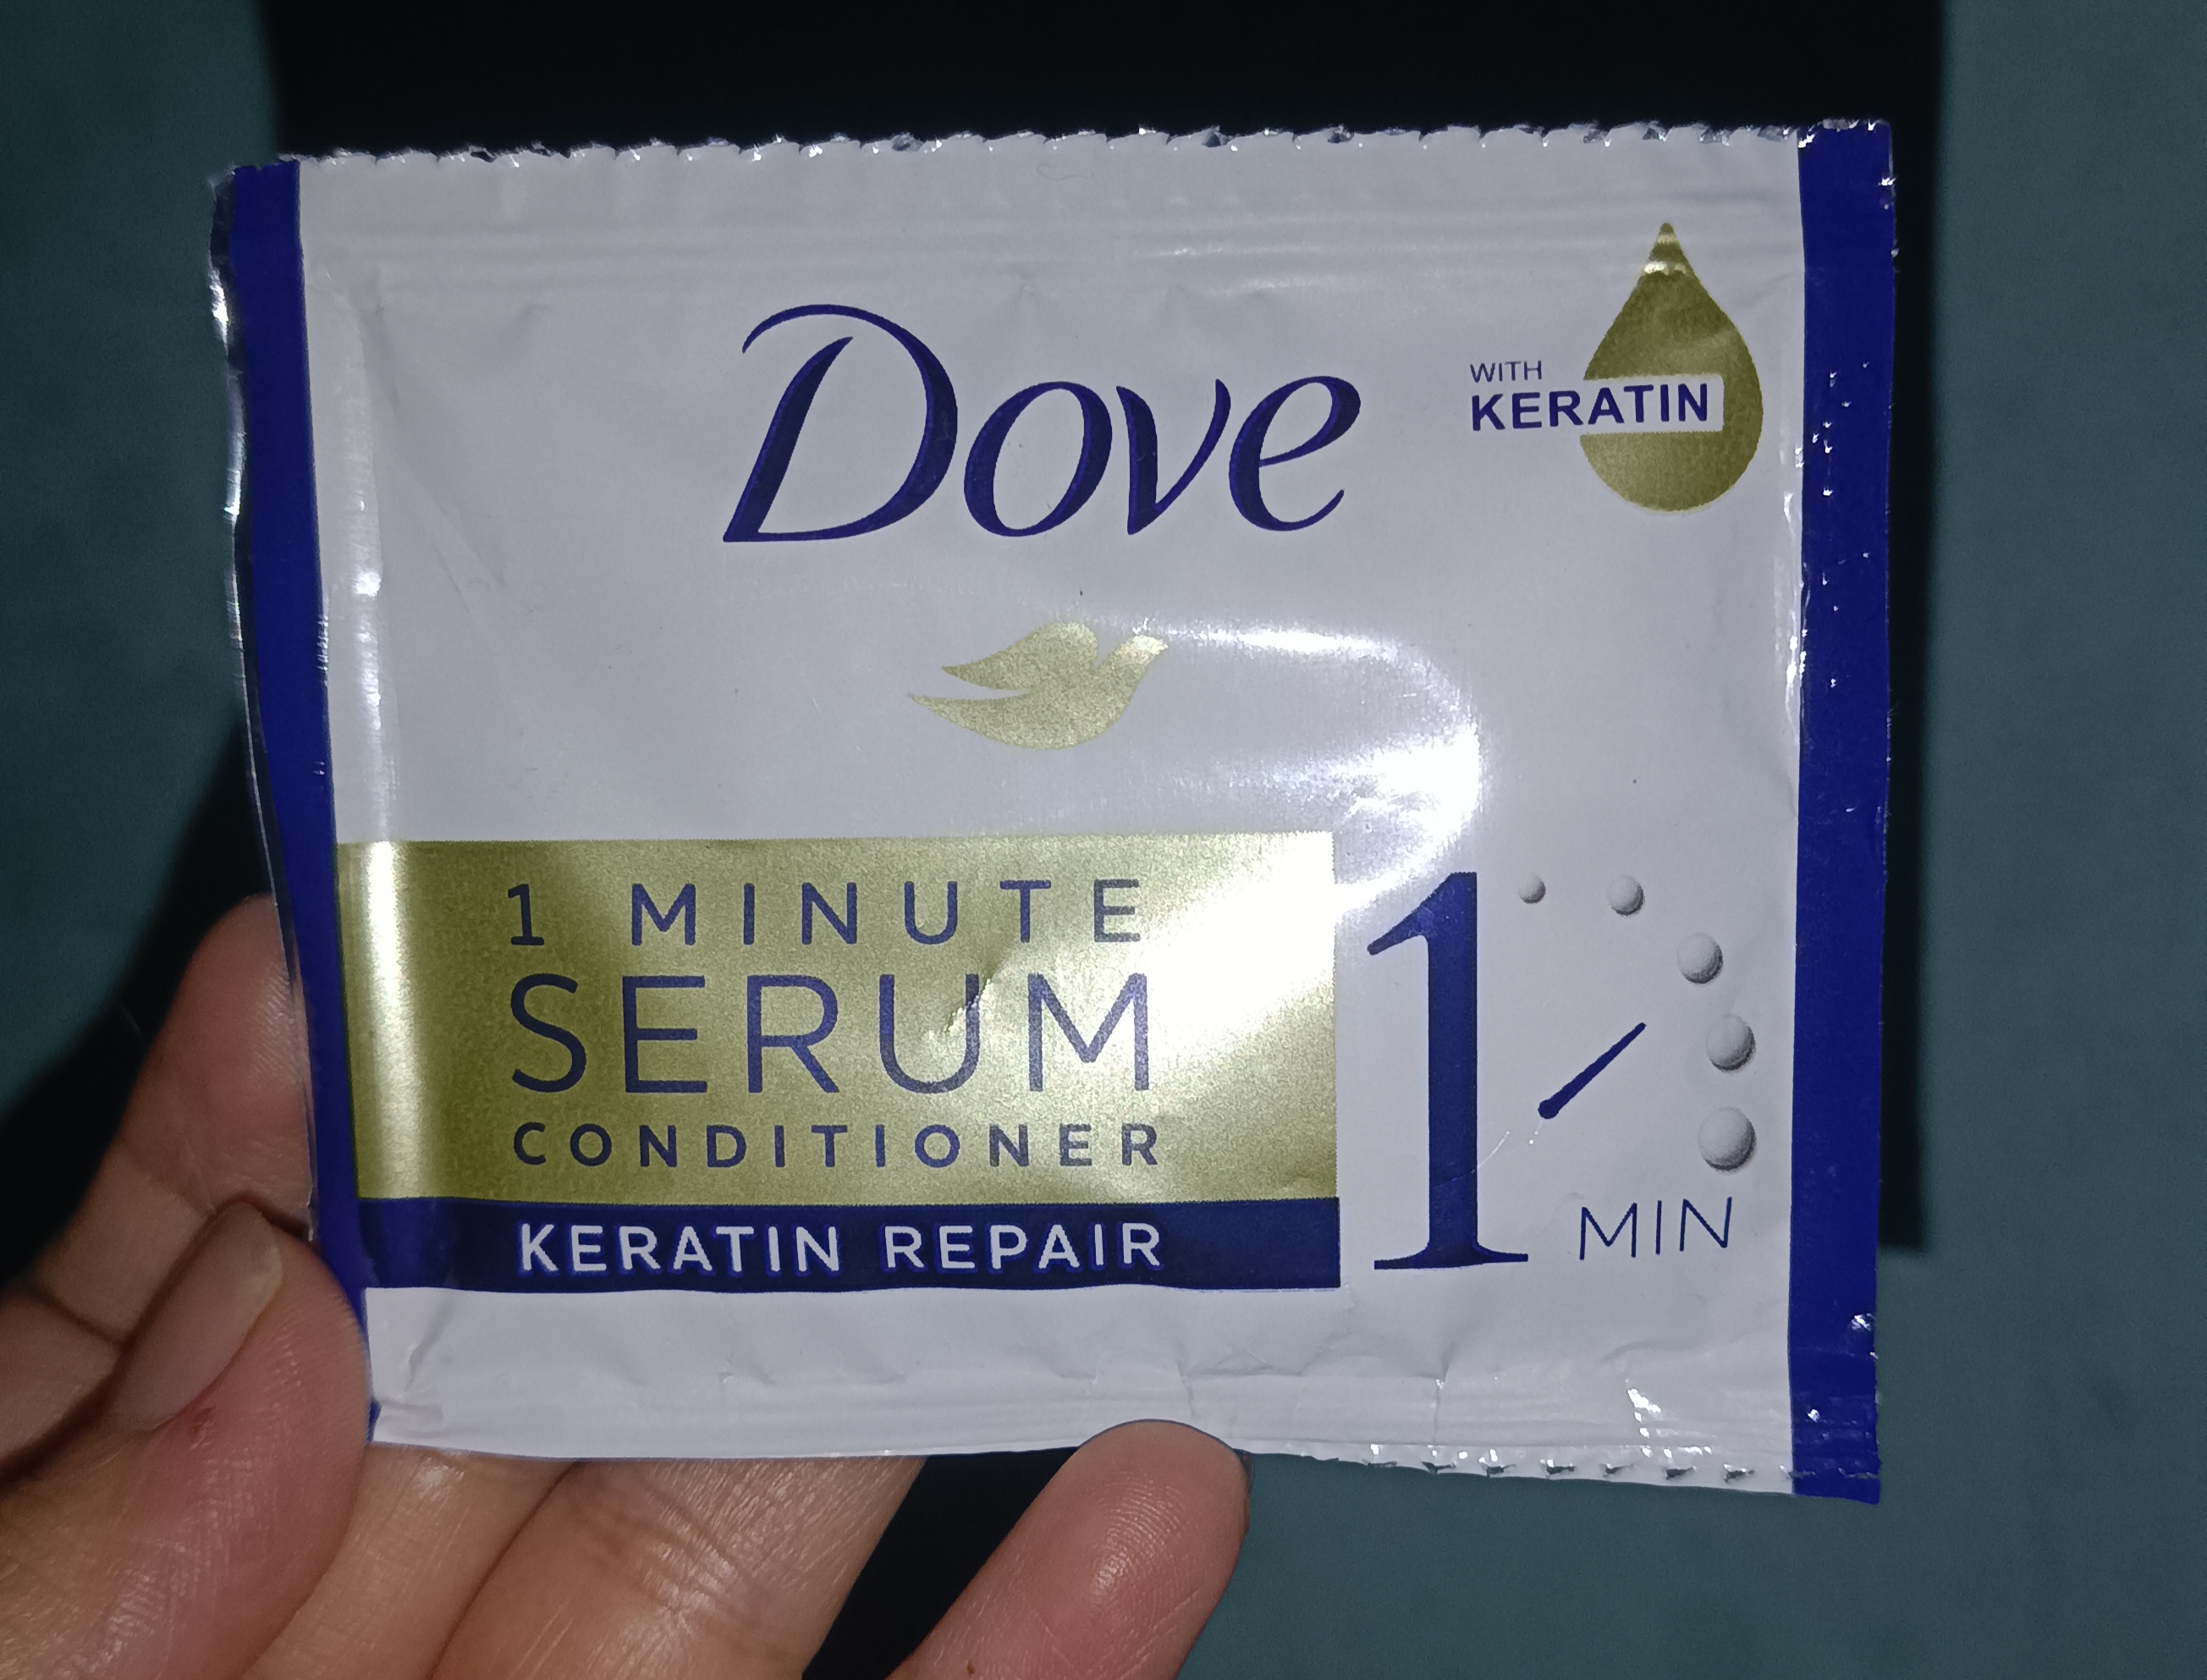 Dove
WITH
KERATIN
1 MINUTE
SERUM
CONDITIONER
KERATIN REPAIR
1
MIN